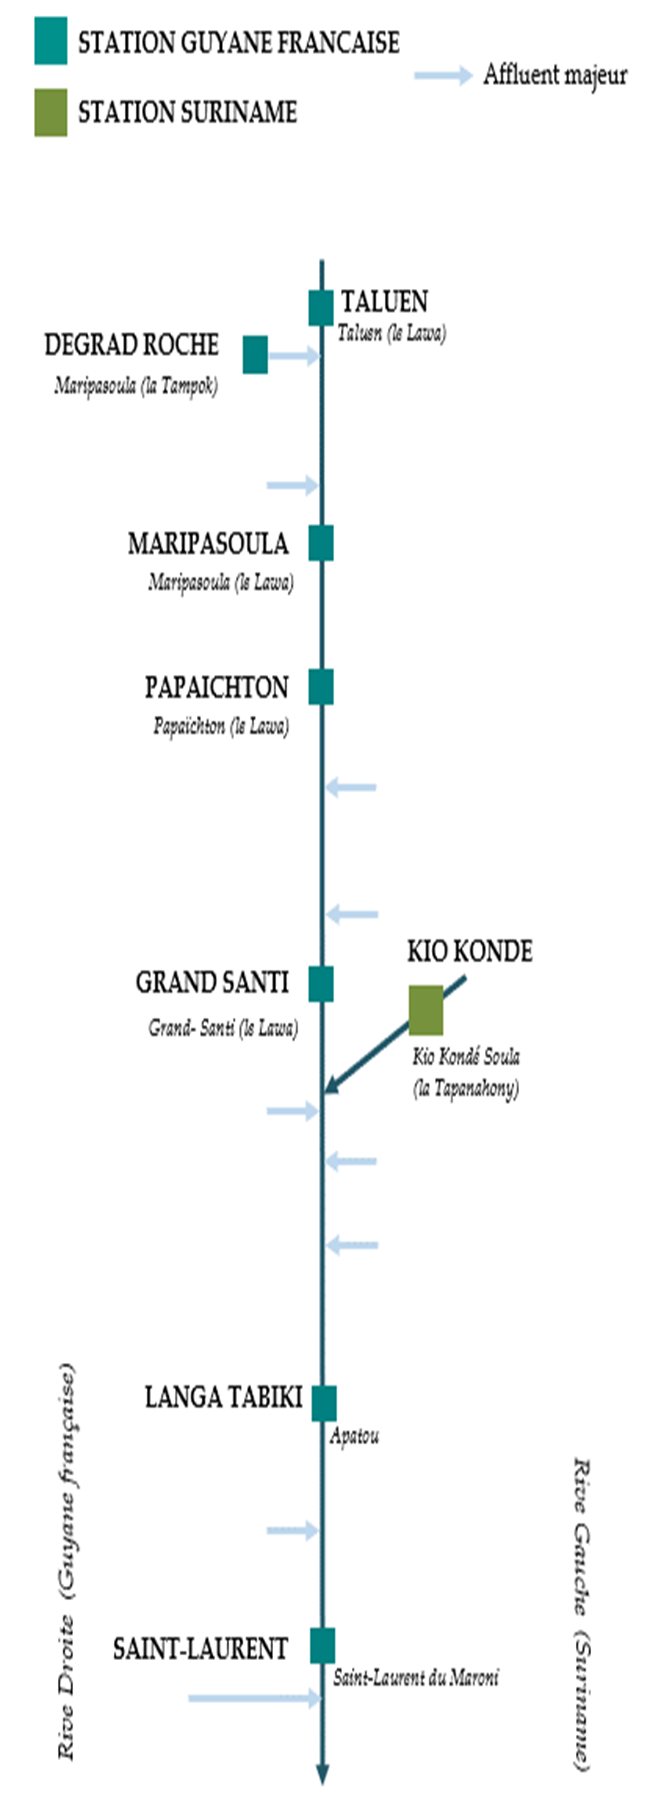 STATION GUYANE FRANCAISE
Affluent majeur
STATION SURINAME
TALUEN
Taluen (le Lawa)
DEGRAD ROCHE
Maripasoula (la Tampok)
MARIPASOULA
Maripasoula (le Lawa)
PAPAICHTON
Papaïchton (le Lawa)
KIO KONDE
GRAND SANTI
Grand- Santi (le Lawa)
Kio Kondé Soula
(la Tapanahony)
LANGA TABIKI
Apatou
Rive Droite (Guyane française)
Rive Gauche (Suriname)
SAINT-LAURENT
Saint-Laurent du Maroni